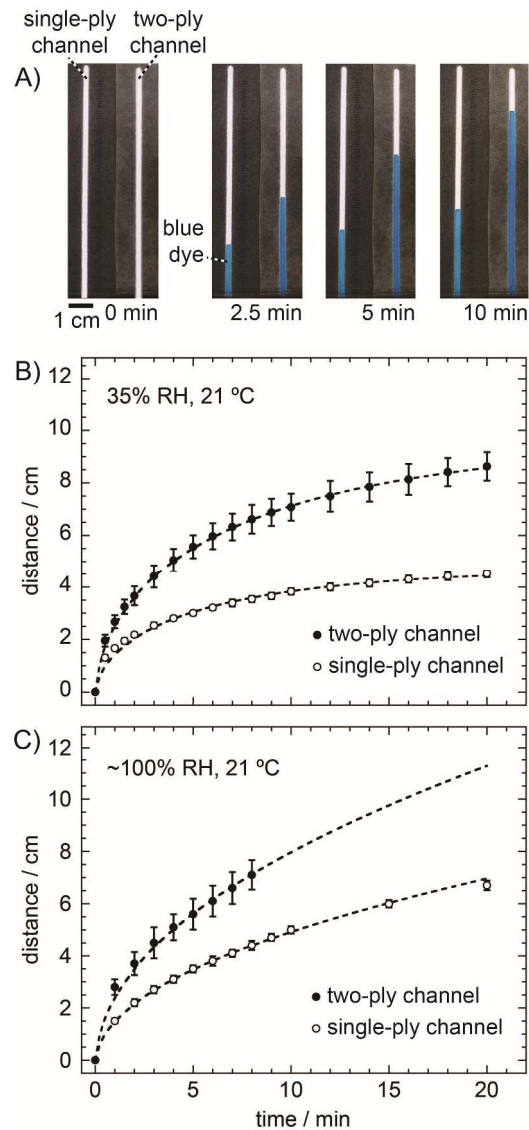 single-ply
channel
two-ply
channel
A)
blue
dye
1 cm
0 min
2.5 min
5 min
10 min
B)
35% RH, 21 ºC
12
10
8
6
4
2
0
distance / cm
two-ply channel
single-ply channel
C)
~100% RH, 21 ºC
12
10
8
6
4
2
0
distance / cm
two-ply channel
single-ply channel
0
5
10
15
20
time / min